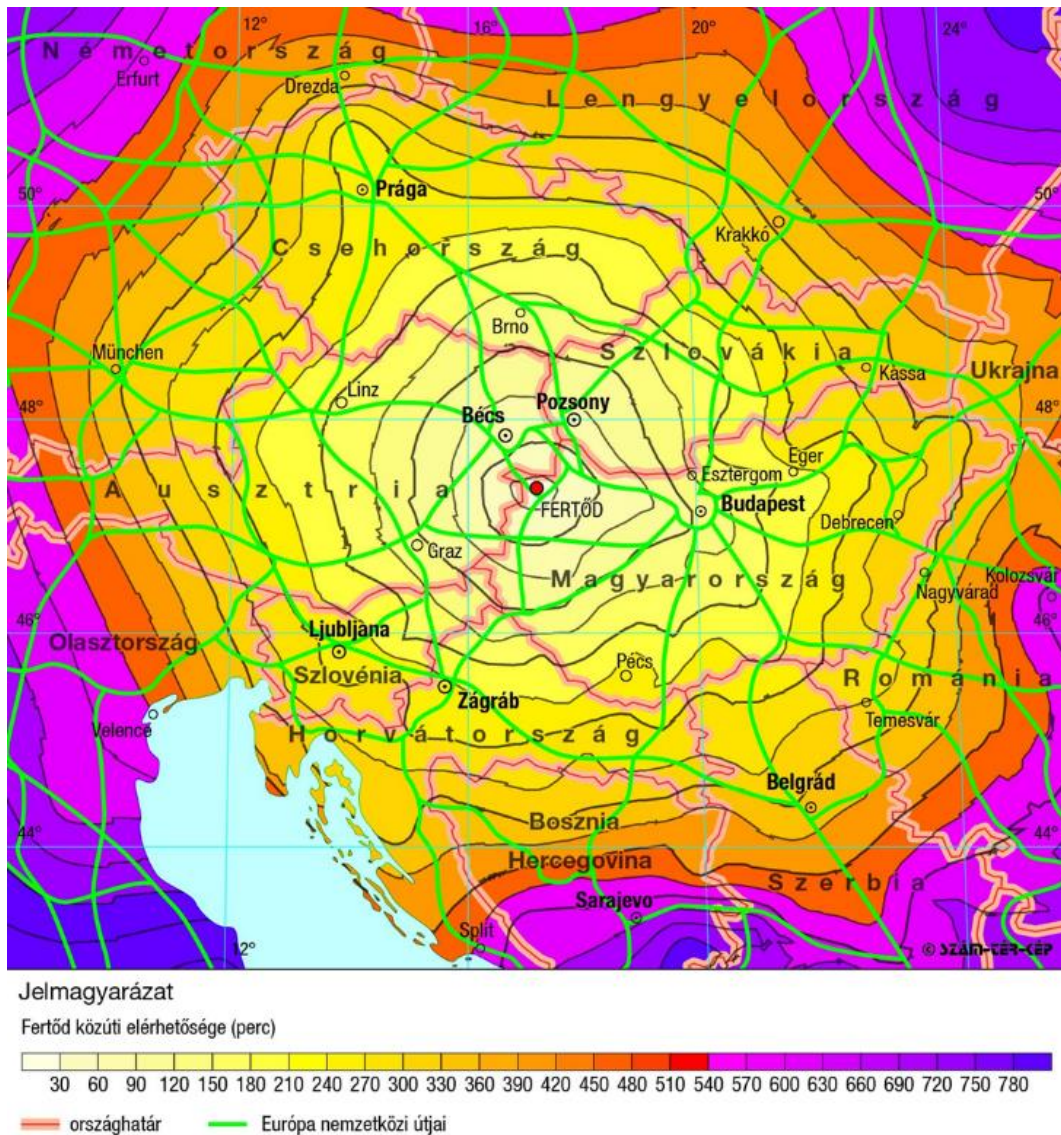 12°
16°
20°
24°
Németország
Erfurt
Drezda
Lengyelország
50°
Prága
50°
Krakkó
Csehország
Brno
Szlovákia
München
Kassa
Ukrajna
Linz
48°
Bécs
Pozsony
48°
Eger
Ausztria
Esztergom
FERTŐD
Budapest
Debrecen
Graz
Magyarország
Kolozsvár
Nagyvárad
46°
Ljubljana
46°
Olaszország
Szlovénia
Pécs
Románia
Zágráb
Velence
Horvátország
Temesvár
Belgrád
44°
Bosznia
44°
Hercegovina
Szerbia
Sarajevo
Split
12°
© SZÁM-TÉR-KÉP
Jelmagyarázat
Fertőd közúti elérhetősége (perc)
30 60 90 120 150 180 210 240 270 300 330 360 390 420 450 480 510 540 570 600 630 660 690 720 750 780
országhatár Európa nemzetközi útjai